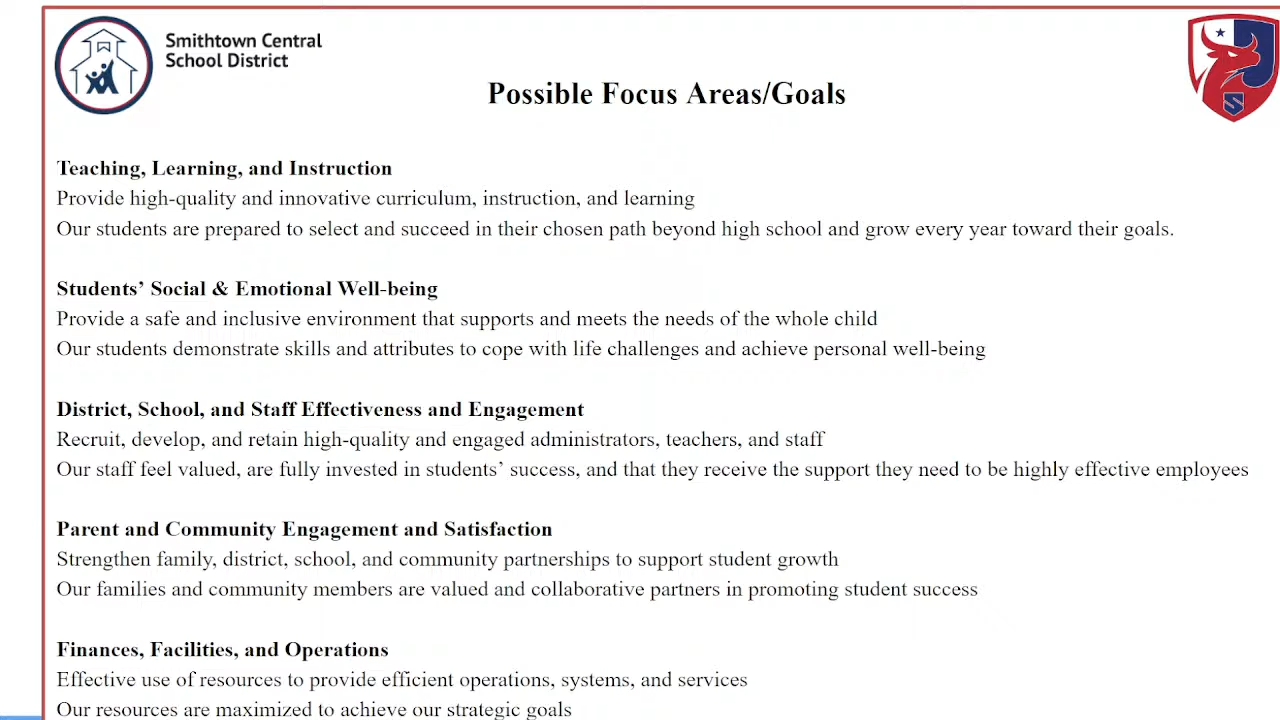 Smithtown Central
School District
Possible Focus Areas/Goals
Teaching, Learning, and Instruction
Provide high-quality and innovative curriculum, instruction, and learning
Our students are prepared to select and succeed in their chosen path beyond high school and grow every year toward their goals.
Students’ Social & Emotional Well-being
Provide a safe and inclusive environment that supports and meets the needs of the whole child
Our students demonstrate skills and attributes to cope with life challenges and achieve personal well-being
District, School, and Staff Effectiveness and Engagement
Recruit, develop, and retain high-quality and engaged administrators, teachers, and staff
Our staff feel valued, are fully invested in students’ success, and that they receive the support they need to be highly effective employees
Parent and Community Engagement and Satisfaction
Strengthen family, district, school, and community partnerships to support student growth
Our families and community members are valued and collaborative partners in promoting student success
Finances, Facilities, and Operations
Effective use of resources to provide efficient operations, systems, and services
Our resources are maximized to achieve our strategic goals